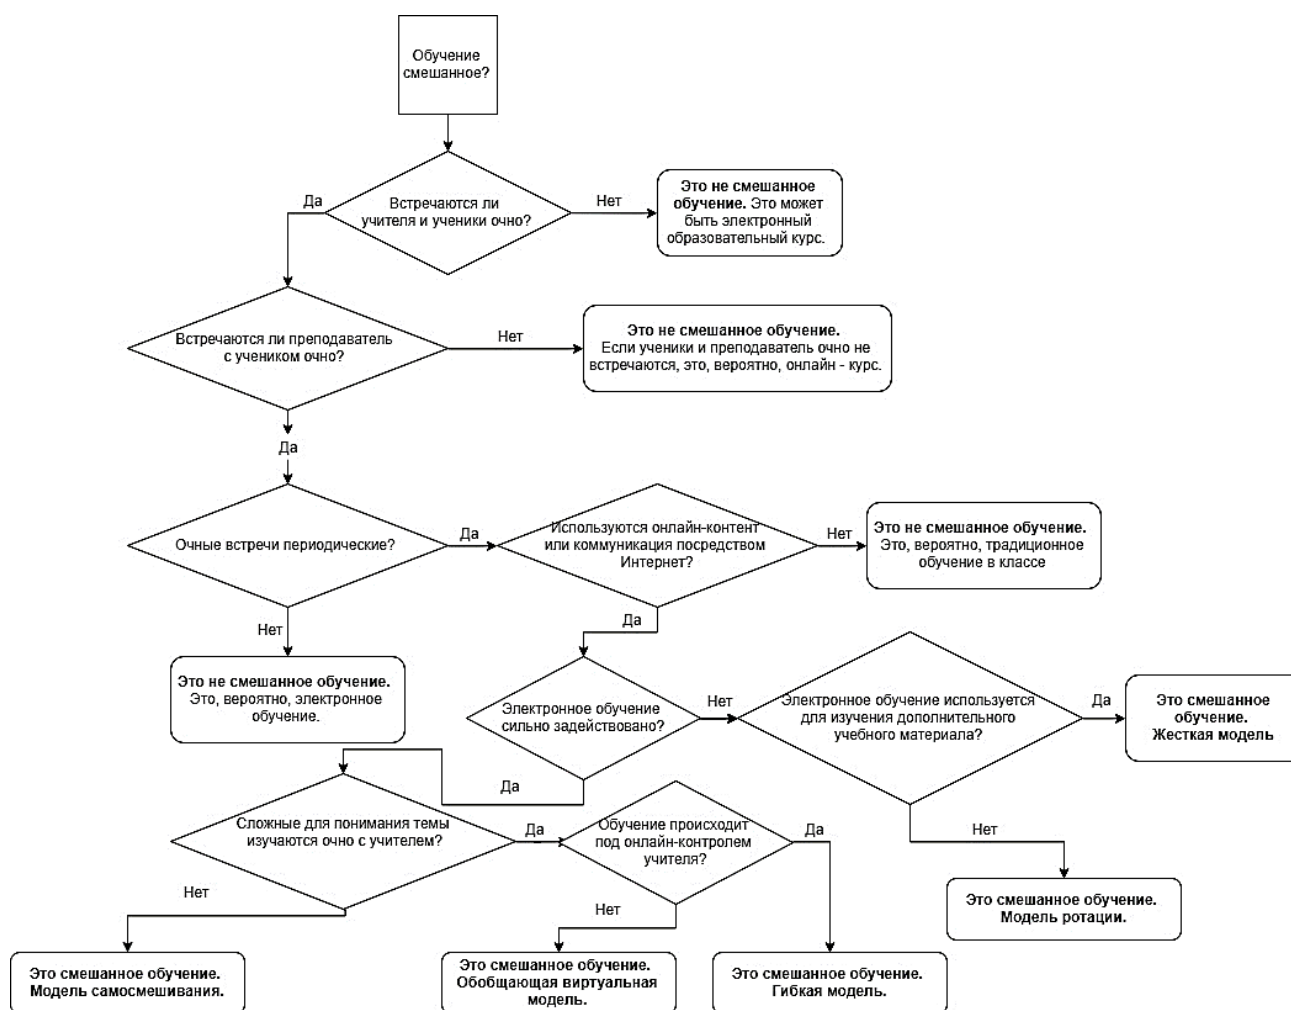 Обучение
смешанное?
Да
Встречаются ли
учителя и ученики очно?
Нет
Это не смешанное
обучение. Это может
быть электронный
образовательный курс.
Встречаются ли преподаватель
с учеником очно?
Нет
Это не смешанное обучение.
Если ученики и преподаватель очно не
встречаются, это, вероятно, онлайн - курс.
Да
Очные встречи периодические?
Да
Используются онлайн-контент
или коммуникация посредством
Интернет?
Нет
Это не смешанное обучение.
Это, вероятно, традиционное
обучение в классе
Нет
Да
Это не смешанное обучение.
Это, вероятно, электронное
обучение.
Электронное обучение
сильно задействовано?
Нет
Электронное обучение используется
для изучения дополнительного
учебного материала?
Да
Это смешанное
обучение.
Жесткая модель
Да
Сложные для понимания темы
изучаются очно с учителем?
Да
Обучение происходит
под онлайн-контролем
учителя?
Да
Нет
Нет
Нет
Это смешанное обучение.
Модель ротации.
Это смешанное обучение.
Модель самосмешивания.
Это смешанное обучение.
Обобщающая виртуальная
модель.
Это смешанное обучение.
Гибкая модель.